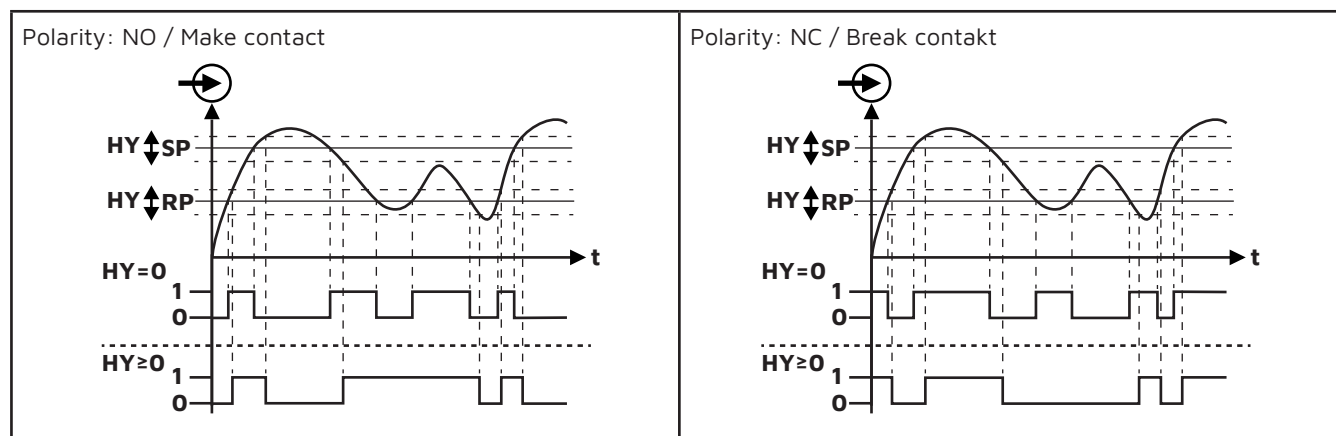 Polarity: NO / Make contact
HY SP
HY RP
t
HY=0
1
0
HY≥0
1
0
Polarity: NC / Break contakt
HY SP
HY RP
t
HY=0
1
0
HY≥0
1
0